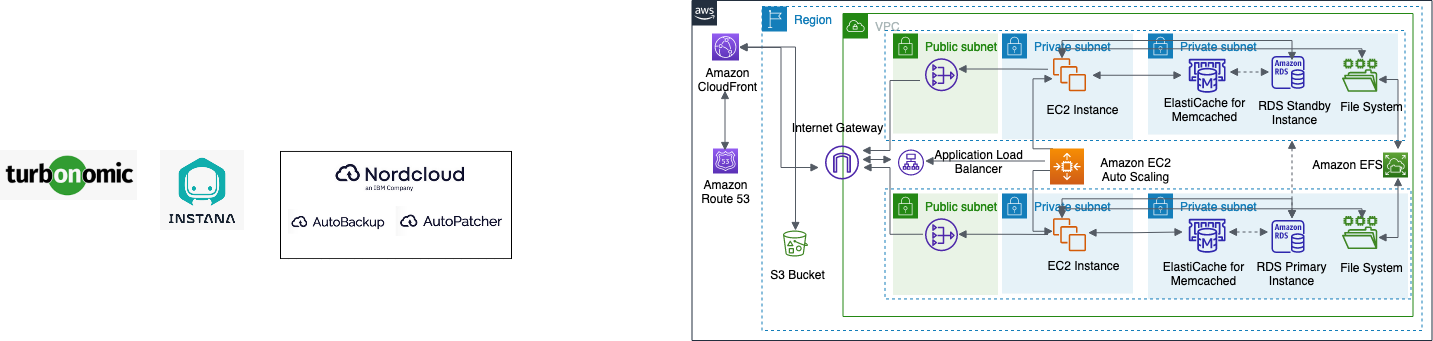 turbonomic
INSTANA
Nordcloud
an IBM Company
AutoBackup
AutoPatcher
aws
Region
VPC
Amazon
CloudFront
53
Amazon
Route 53
S3 Bucket
Internet Gateway
Public subnet
Private subnet
Private subnet
EC2 Instance
M
ElastiCache for
Memcached
Amazon
RDS
RDS Standby
Instance
File System
Application Load
Balancer
Amazon EC2
Auto Scaling
Amazon EFS
Public subnet
Private subnet
Private subnet
EC2 Instance
M
ElastiCache for
Memcached
Amazon
RDS
RDS Primary
Instance
File System